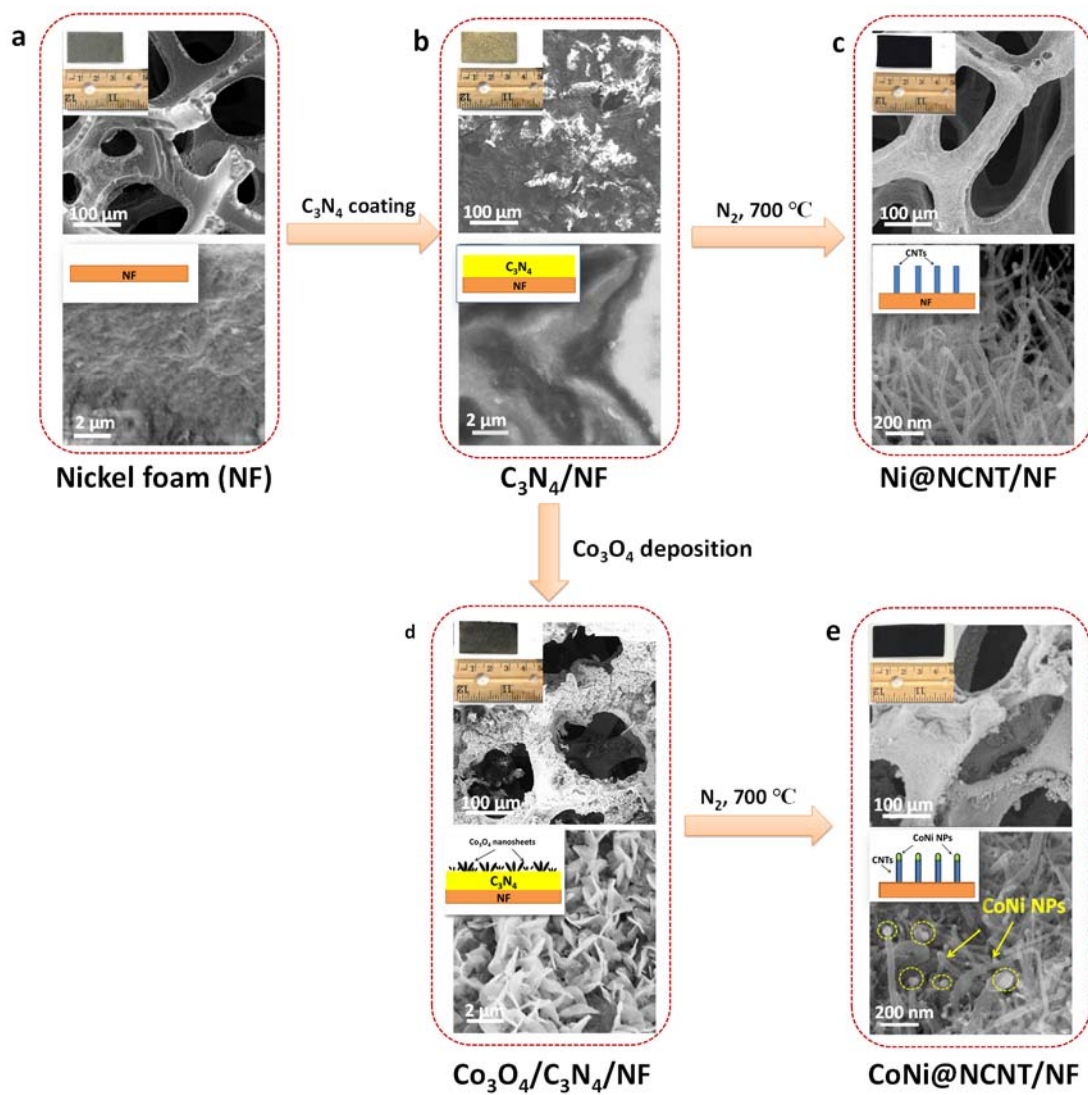 a
100 μm
NF
2 μm
Nickel foam (NF)
C₃N₄ coating
b
100 μm
C₃N₄
NF
2 μm
C₃N₄/NF
N₂, 700 °C
c
100 μm
CNTs
NF
200 nm
Ni@NCNT/NF
Co₃O₄ deposition
d
100 μm
Co₃O₄ nanosheets
C₃N₄
NF
2 μm
Co₃O₄/C₃N₄/NF
N₂, 700 °C
e
100 μm
CoNi NPs
CNTs
CoNi NPs
200 nm
CoNi@NCNT/NF